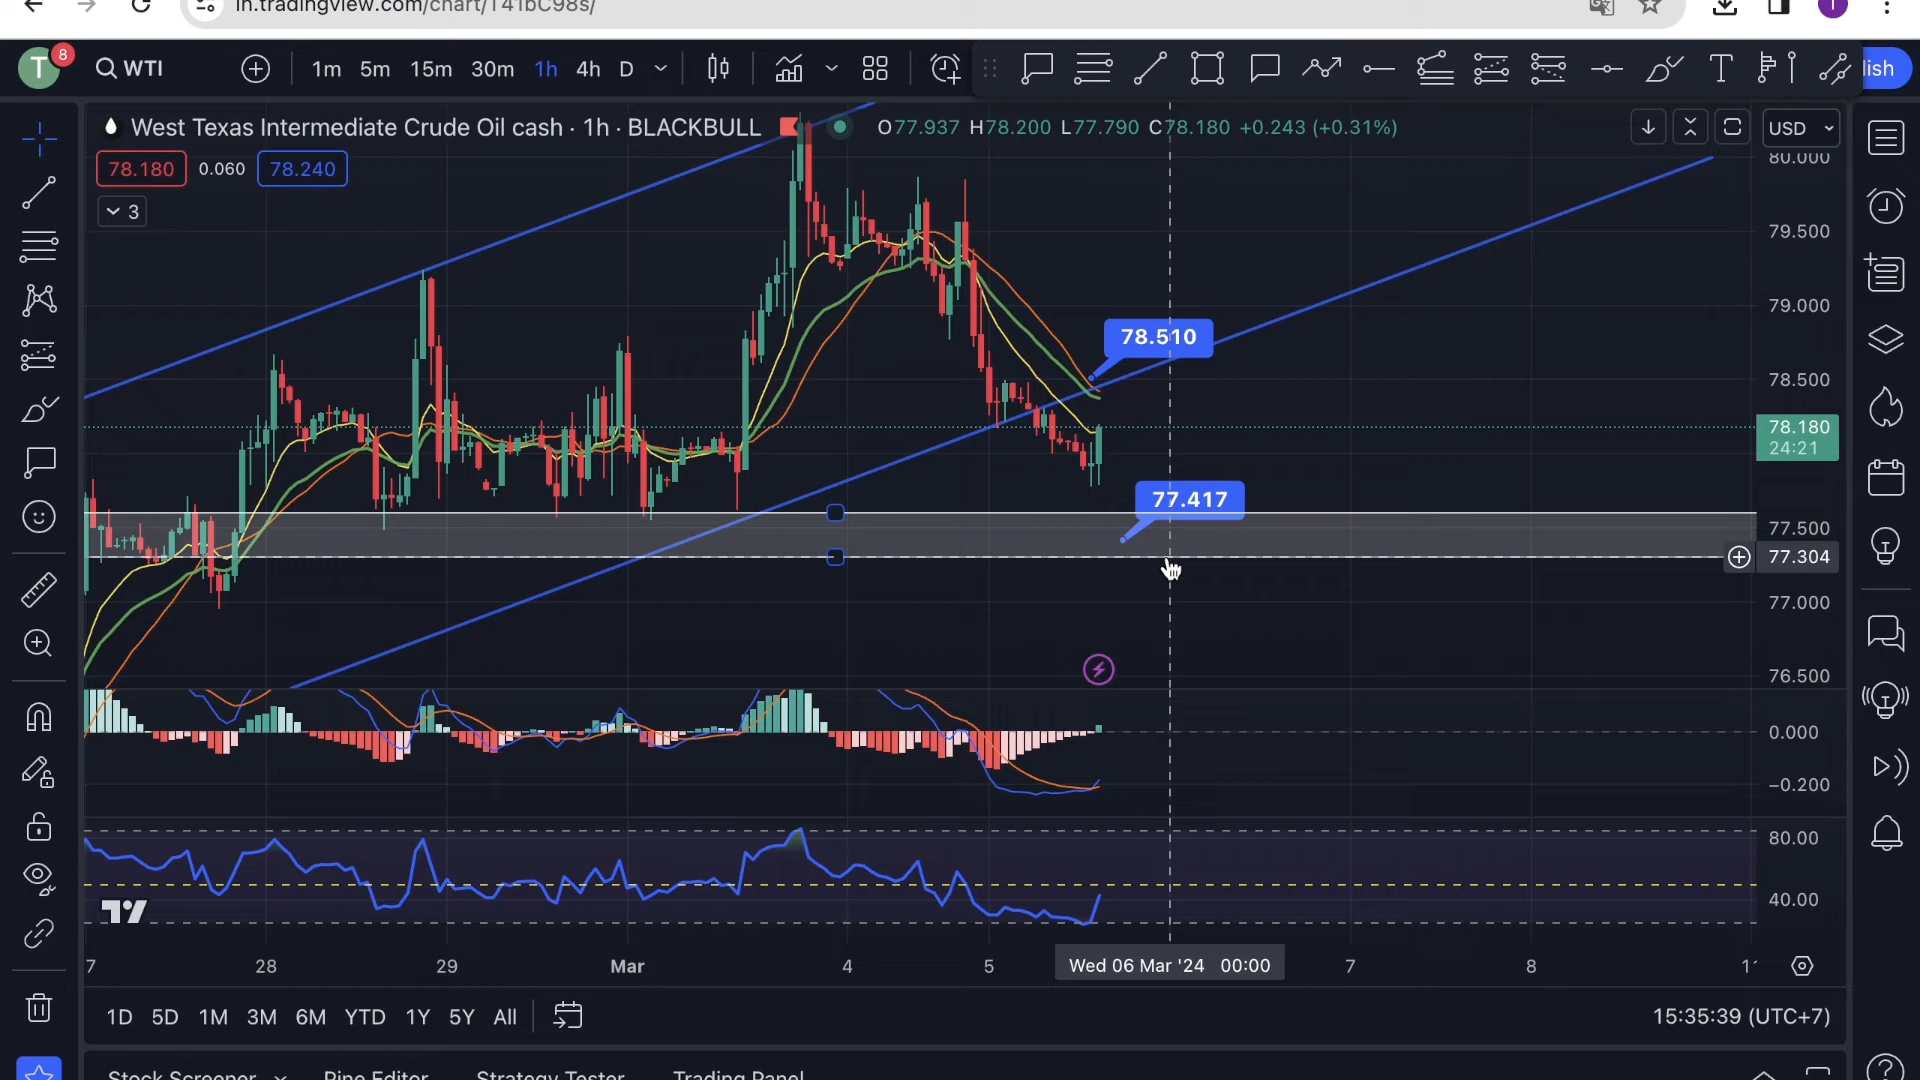 in.tradingview.com/chart/T41bC98s/
T 8 WTI 1m 5m 15m 30m 1h 4h D T lish
West Texas Intermediate Crude Oil cash · 1h · BLACKBULL O77.937 H78.200 L77.790 C78.180 +0.243 (+0.31%) USD
80.000
78.180 0.060 78.240
3
79.500
79.000
78.510
78.500
78.180
24:21
77.417
77.500
77.304
77.000
76.500
0.000
−0.200
80.00
40.00
7 28 29 Mar 4 5 Wed 06 Mar '24 00:00 7 8
1D 5D 1M 3M 6M YTD 1Y 5Y All 15:35:39 (UTC+7)
Stock Screener Pine Editor Strategy Tester Trading Panel